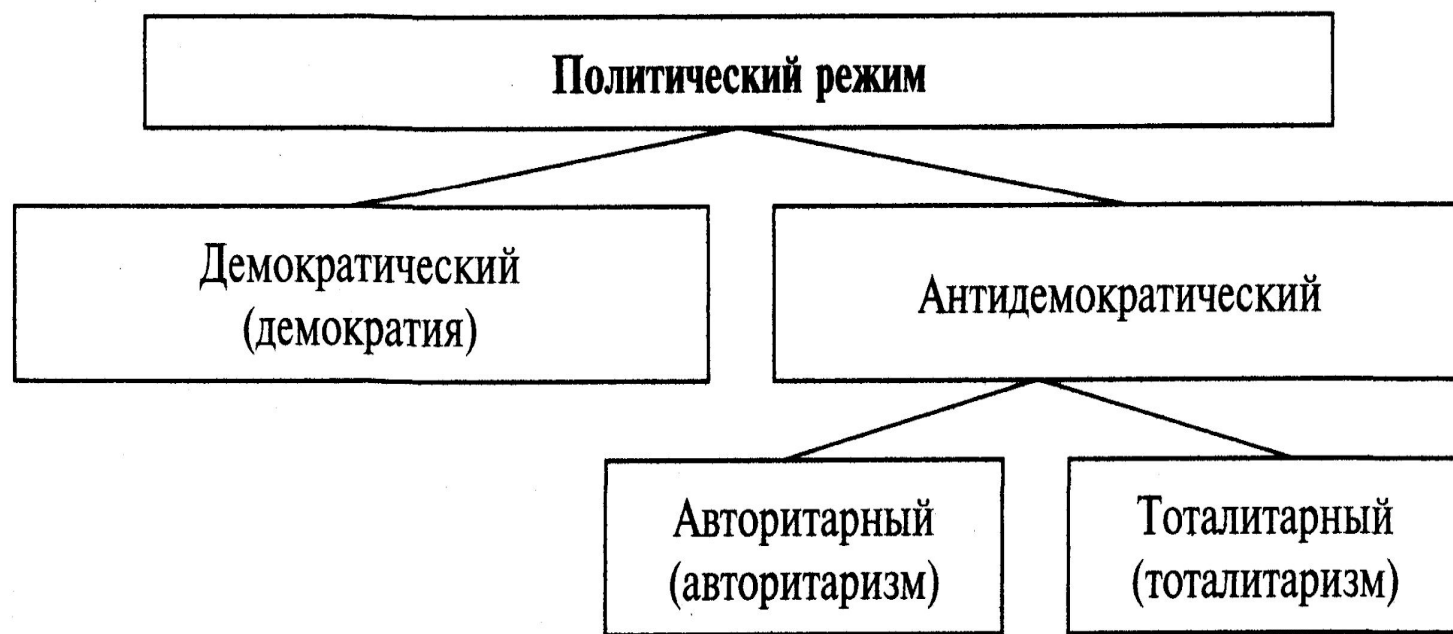 Политический режим
Демократический
(демократия)
Антидемократический
Авторитарный
(авторитаризм)
Тоталитарный
(тоталитаризм)